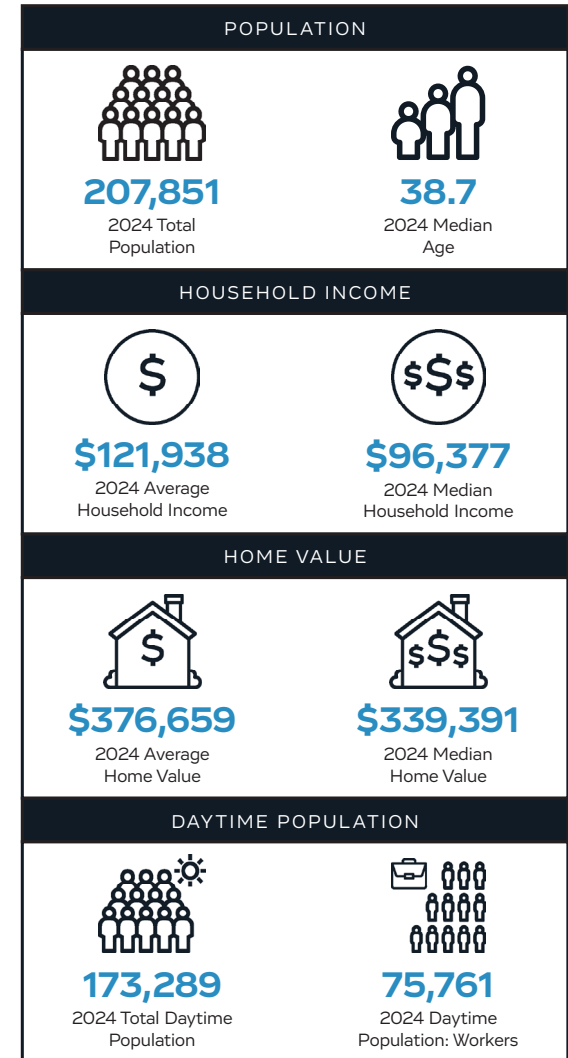 POPULATION
207,851
2024 Total
Population
38.7
2024 Median
Age
HOUSEHOLD INCOME
$
$121,938
2024 Average
Household Income
$$$
$96,377
2024 Median
Household Income
HOME VALUE
$
$376,659
2024 Average
Home Value
$$$
$339,391
2024 Median
Home Value
DAYTIME POPULATION
173,289
2024 Total Daytime
Population
75,761
2024 Daytime
Population: Workers